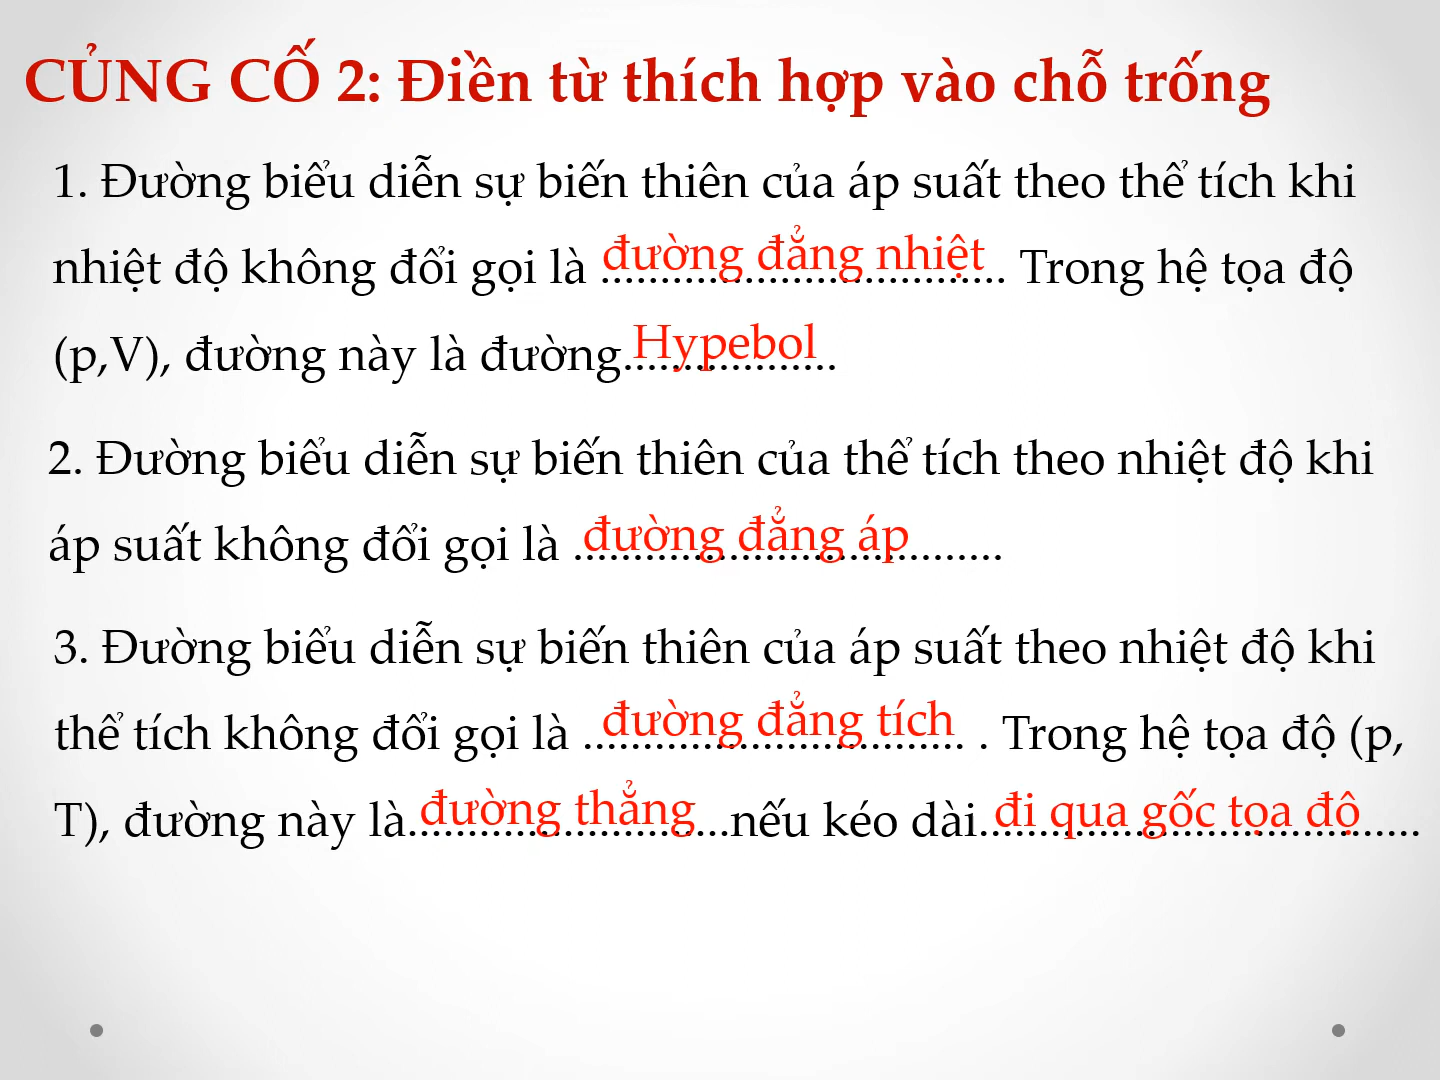 CỦNG CỐ 2: Điền từ thích hợp vào chỗ trống
1. Đường biểu diễn sự biến thiên của áp suất theo thể tích khi
nhiệt độ không đổi gọi là đường đẳng nhiệt.................................. Trong hệ tọa độ
(p,V), đường này là đường Hypebol..................
2. Đường biểu diễn sự biến thiên của thể tích theo nhiệt độ khi
áp suất không đổi gọi là đường đẳng áp....................................
3. Đường biểu diễn sự biến thiên của áp suất theo nhiệt độ khi
thể tích không đổi gọi là đường đẳng tích................................ . Trong hệ tọa độ (p,
T), đường này là đường thẳng...........................nếu kéo dài đi qua gốc tọa độ.....................................